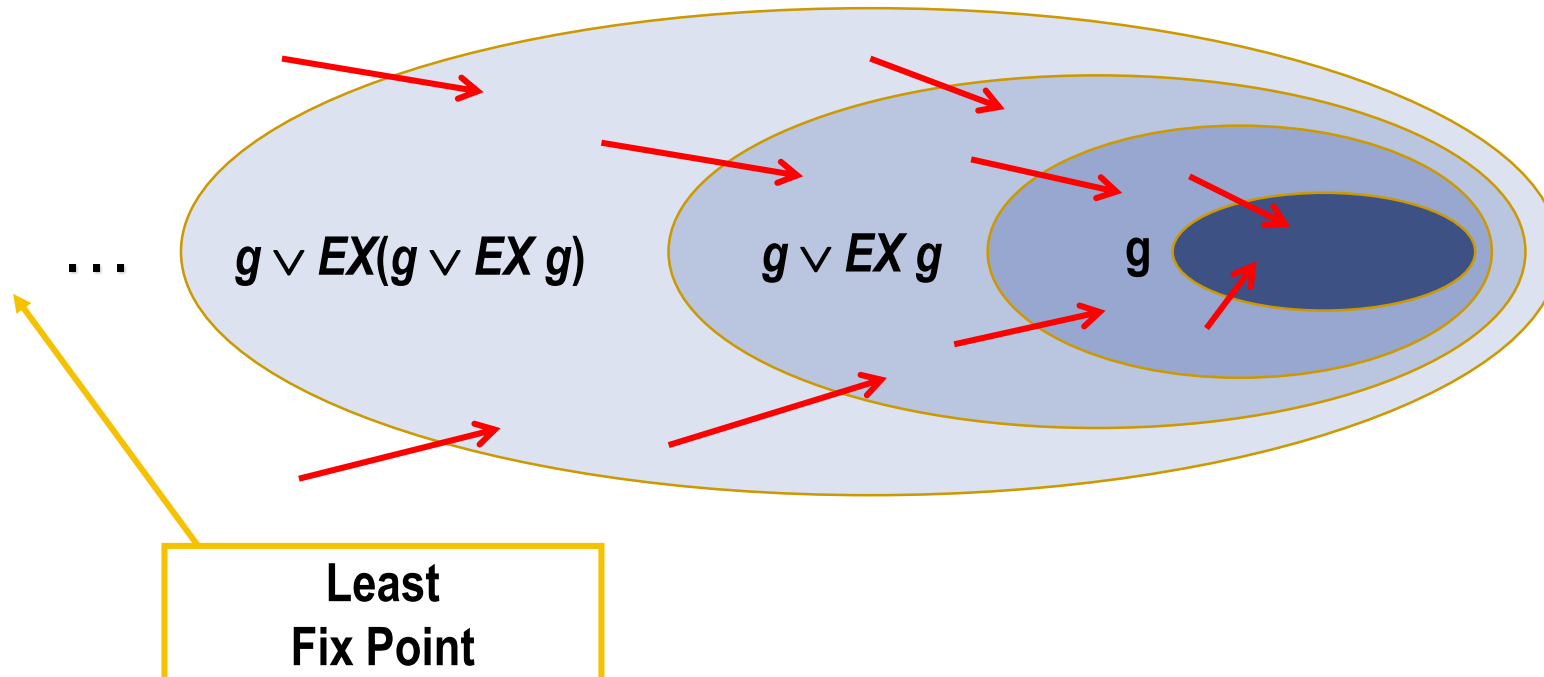 ... g ∨ EX(g ∨ EX g) g ∨ EX g g
Least
Fix Point